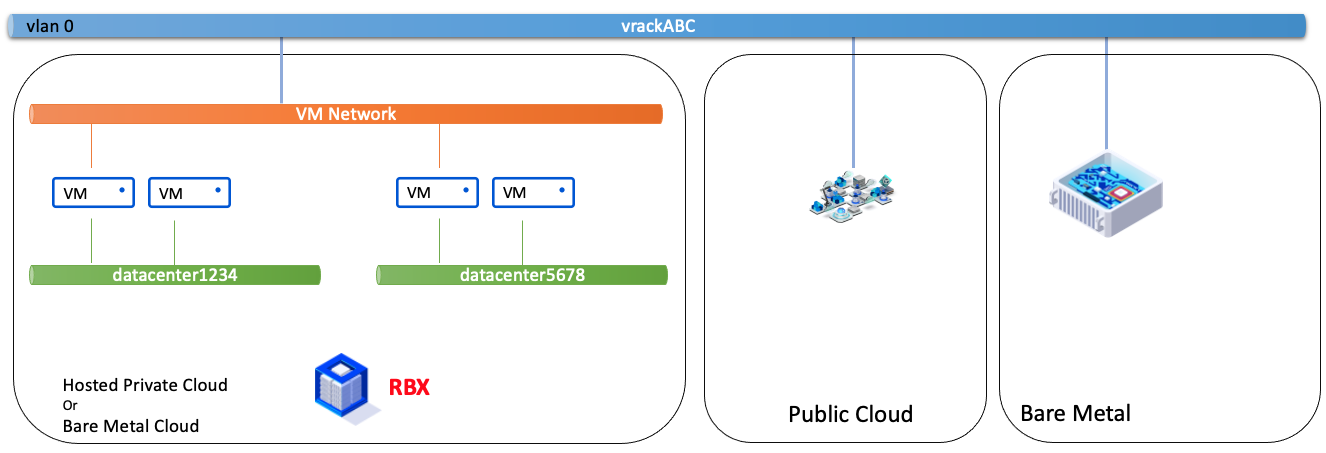 vlan 0
vrackABC
VM Network
VM
VM
VM
VM
datacenter1234
datacenter5678
Hosted Private Cloud
Or
Bare Metal Cloud
RBX
Public Cloud
Bare Metal